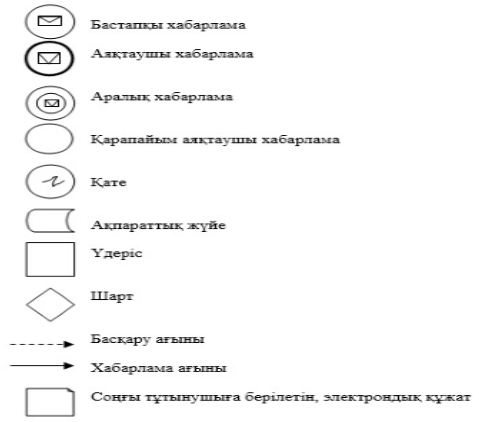 Бастапқы хабарлама
Аяқтаушы хабарлама
Аралық хабарлама
Қарапайым аяқтаушы хабарлама
Қате
Ақпараттық жүйе
Үдеріс
Шарт
Басқару ағыны
Хабарлама ағыны
Соңғы тұтынушыға берілетін, электрондық құжат